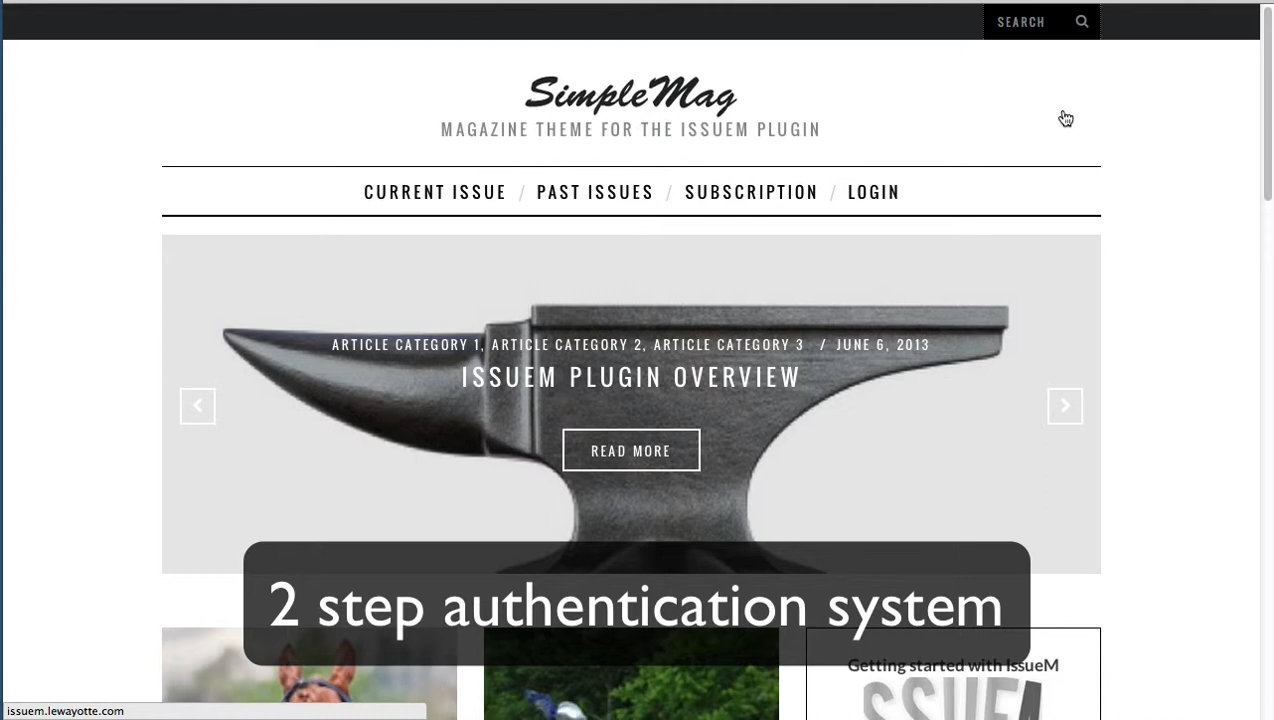 SEARCH
SimpleMag
MAGAZINE THEME FOR THE ISSUEM PLUGIN
CURRENT ISSUE / PAST ISSUES / SUBSCRIPTION / LOGIN
ARTICLE CATEGORY 1, ARTICLE CATEGORY 2, ARTICLE CATEGORY 3 / JUNE 6, 2013
ISSUEM PLUGIN OVERVIEW
READ MORE
2 step authentication system
Getting started with IssueM
ISSUEM
issuem.lewayotte.com